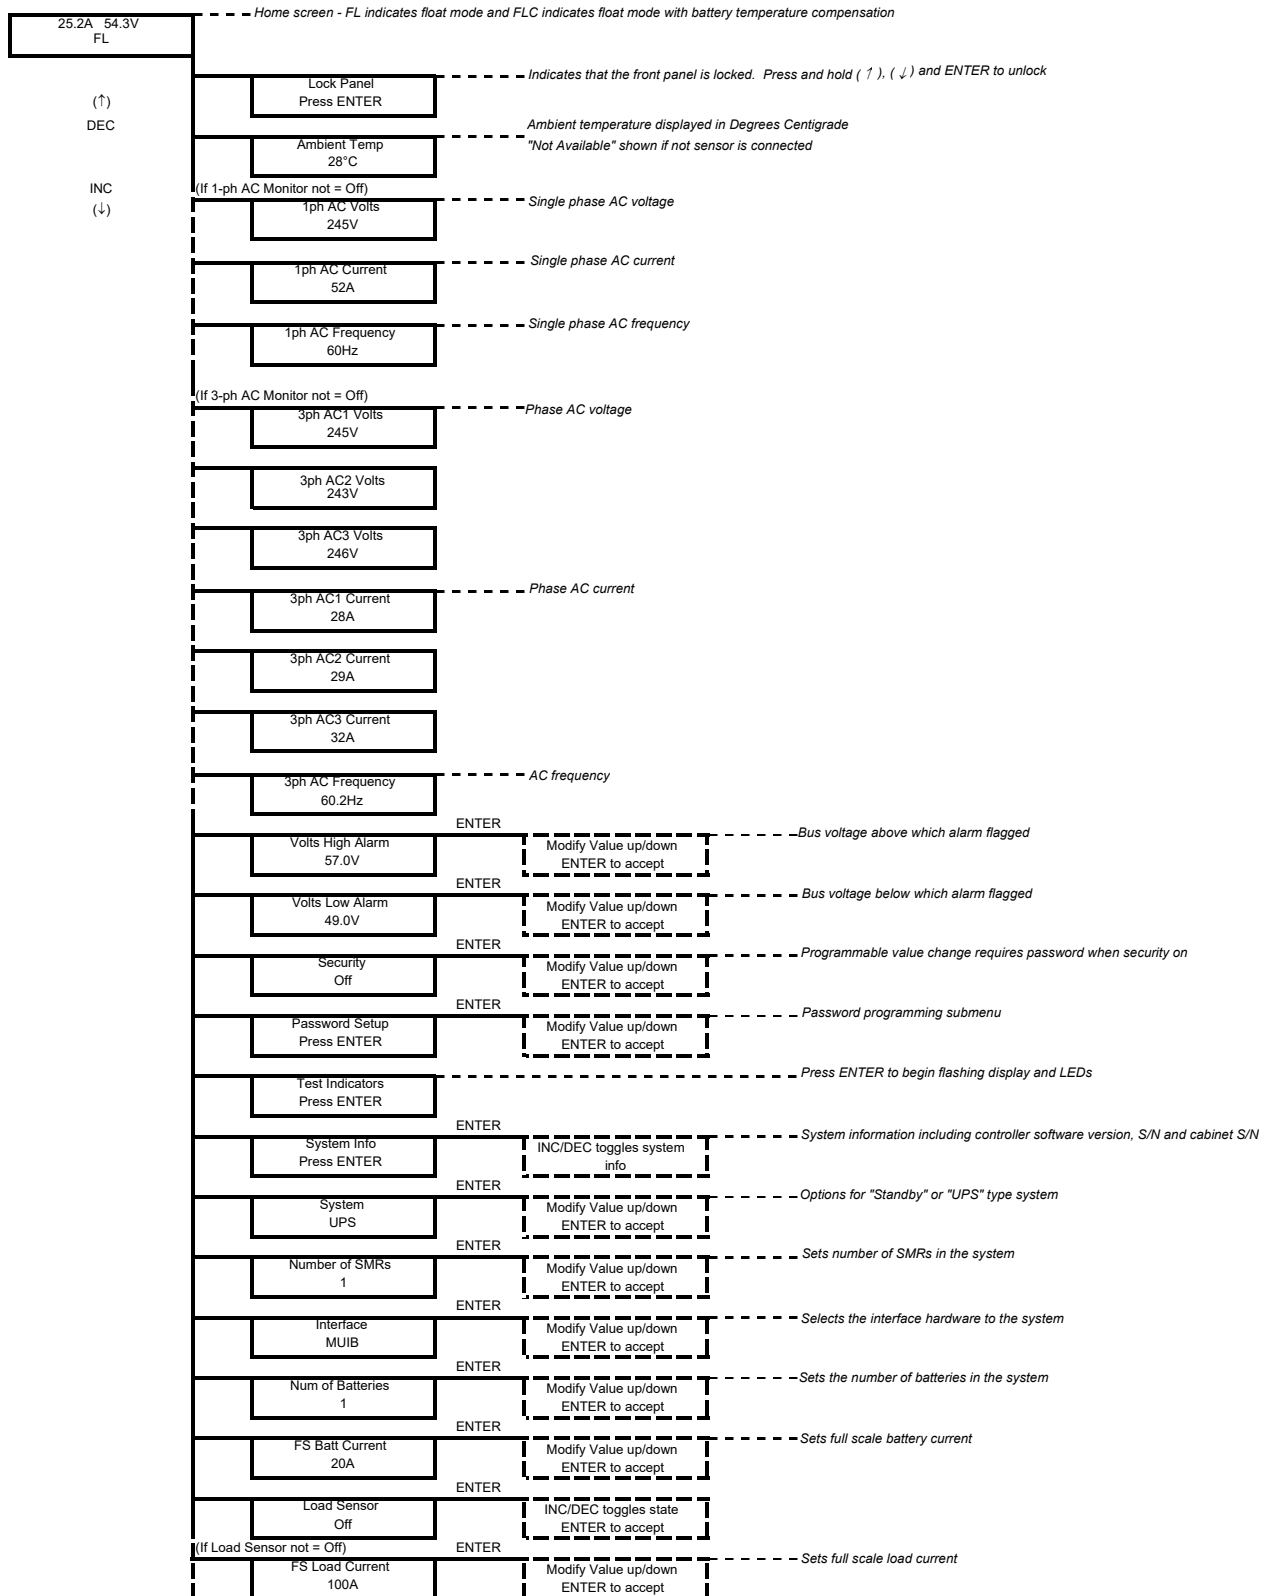 25.2A 54.3V
FL
Home screen - FL indicates float mode and FLC indicates float mode with battery temperature compensation
Lock Panel
Press ENTER
Indicates that the front panel is locked. Press and hold ( ↑ ), ( ↓ ) and ENTER to unlock
(↑)
DEC
Ambient Temp
28°C
Ambient temperature displayed in Degrees Centigrade
"Not Available" shown if not sensor is connected
INC
(↓)
(If 1-ph AC Monitor not = Off)
1ph AC Volts
245V
Single phase AC voltage
1ph AC Current
52A
Single phase AC current
1ph AC Frequency
60Hz
Single phase AC frequency
(If 3-ph AC Monitor not = Off)
3ph AC1 Volts
245V
Phase AC voltage
3ph AC2 Volts
243V
3ph AC3 Volts
246V
3ph AC1 Current
28A
Phase AC current
3ph AC2 Current
29A
3ph AC3 Current
32A
3ph AC Frequency
60.2Hz
AC frequency
ENTER
Volts High Alarm
57.0V
Modify Value up/down
ENTER to accept
Bus voltage above which alarm flagged
ENTER
Volts Low Alarm
49.0V
Modify Value up/down
ENTER to accept
Bus voltage below which alarm flagged
ENTER
Security
Off
Modify Value up/down
ENTER to accept
Programmable value change requires password when security on
ENTER
Password Setup
Press ENTER
Modify Value up/down
ENTER to accept
Password programming submenu
Test Indicators
Press ENTER
Press ENTER to begin flashing display and LEDs
ENTER
System Info
Press ENTER
INC/DEC toggles system
info
System information including controller software version, S/N and cabinet S/N
ENTER
System
UPS
Modify Value up/down
ENTER to accept
Options for "Standby" or "UPS" type system
ENTER
Number of SMRs
1
Modify Value up/down
ENTER to accept
Sets number of SMRs in the system
ENTER
Interface
MUIB
Modify Value up/down
ENTER to accept
Selects the interface hardware to the system
ENTER
Num of Batteries
1
Modify Value up/down
ENTER to accept
Sets the number of batteries in the system
ENTER
FS Batt Current
20A
Modify Value up/down
ENTER to accept
Sets full scale battery current
ENTER
Load Sensor
Off
INC/DEC toggles state
ENTER to accept
(If Load Sensor not = Off)
ENTER
FS Load Current
100A
Modify Value up/down
ENTER to accept
Sets full scale load current